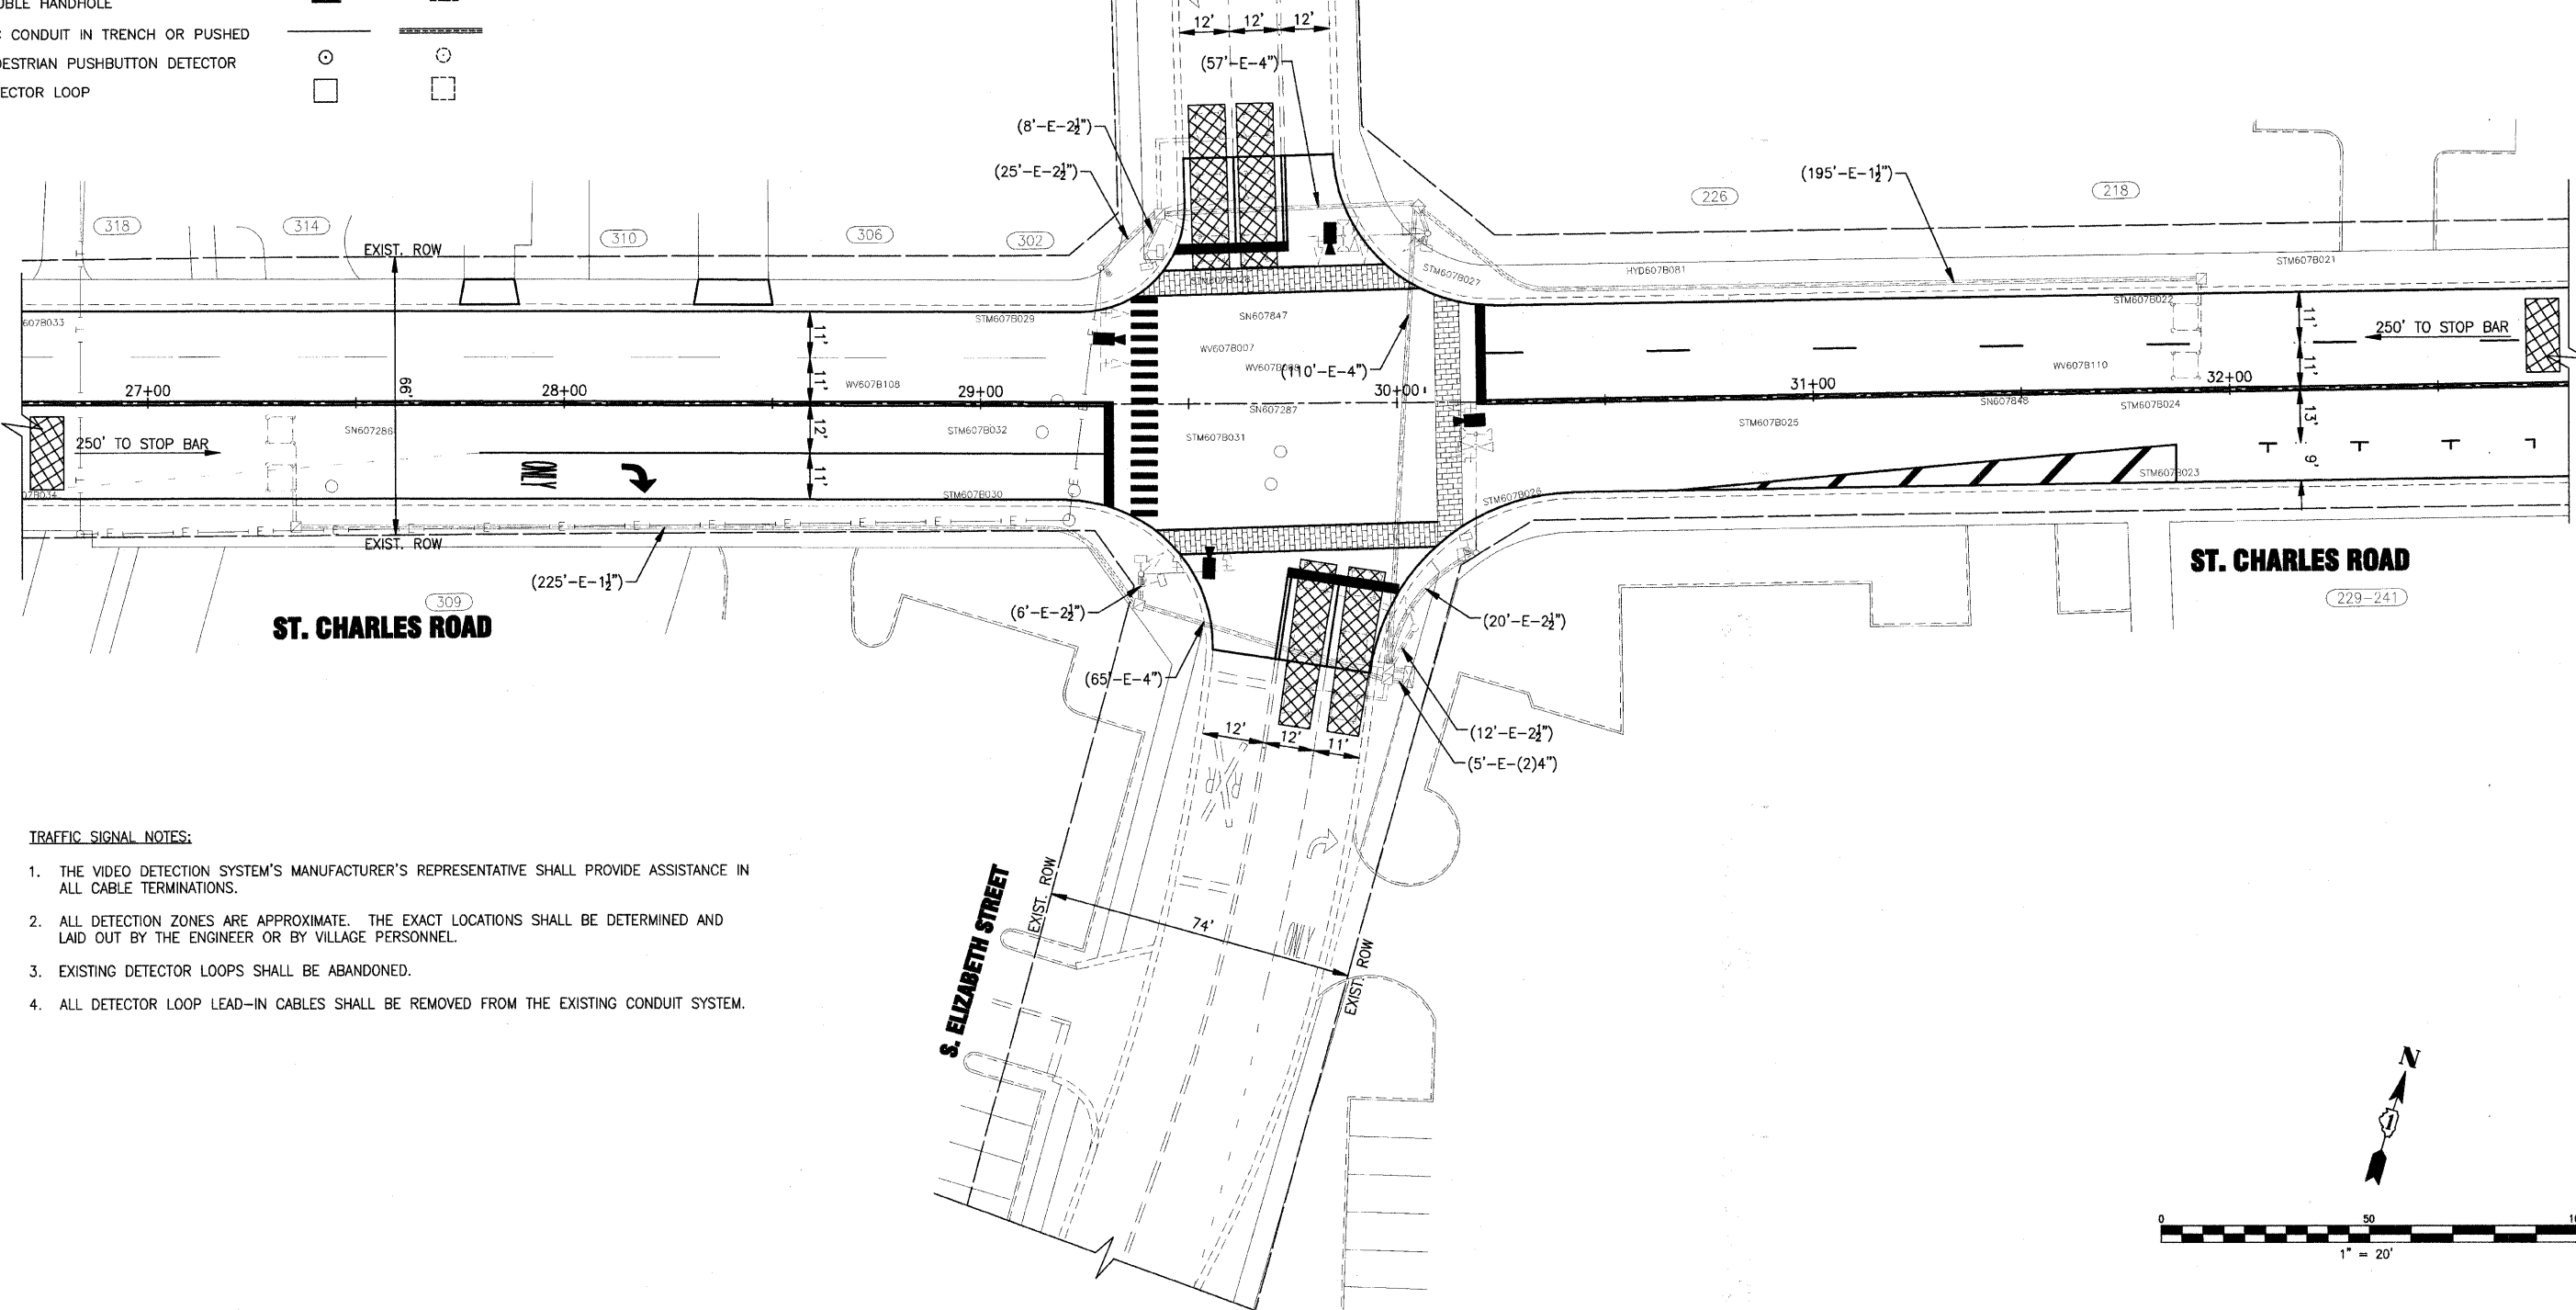 CONDUIT IN TRENCH OR PUSHED
PUSHBUTTON DETECTOR
LOOP
HANDHOLE
12' 12' 12'
(57'-E-4")
(8'-E-2½")
(25'-E-2½")
(195'-E-1½")
318
314
310
306
302
226
218
EXIST. ROW
STM607B028
STM607B027
HYD607B081
STM607B021
STM607B022
607B033
STM607B029
SN607847
11'
11'
250' TO STOP BAR
WV607B007
(110'-E-4")
WV607B108
WV607B110
11'
11'
66'
27+00
28+00
29+00
30+00
31+00
32+00
SN607287
SN607848
STM607B024
SN607286
STM607B032
STM607B031
STM607B025
12'
13'
250' TO STOP BAR
ONLY
11'
9'
STM607B023
STM607B030
STM607B026
E E E E E E E E E E E E
EXIST. ROW
(225'-E-1½")
309
ST. CHARLES ROAD
ST. CHARLES ROAD
229-241
(6'-E-2½")
(20'-E-2½")
(65'-E-4")
(12'-E-2½")
(5'-E-(2)4")
12' 12' 11'
R R
ONLY
74'
EXIST. ROW
EXIST. ROW
S. ELIZABETH STREET
TRAFFIC SIGNAL NOTES:
1. THE VIDEO DETECTION SYSTEM'S MANUFACTURER'S REPRESENTATIVE SHALL PROVIDE ASSISTANCE IN
ALL CABLE TERMINATIONS.
2. ALL DETECTION ZONES ARE APPROXIMATE. THE EXACT LOCATIONS SHALL BE DETERMINED AND
LAID OUT BY THE ENGINEER OR BY VILLAGE PERSONNEL.
3. EXISTING DETECTOR LOOPS SHALL BE ABANDONED.
4. ALL DETECTOR LOOP LEAD-IN CABLES SHALL BE REMOVED FROM THE EXISTING CONDUIT SYSTEM.
N
1
0 50
1" = 20'